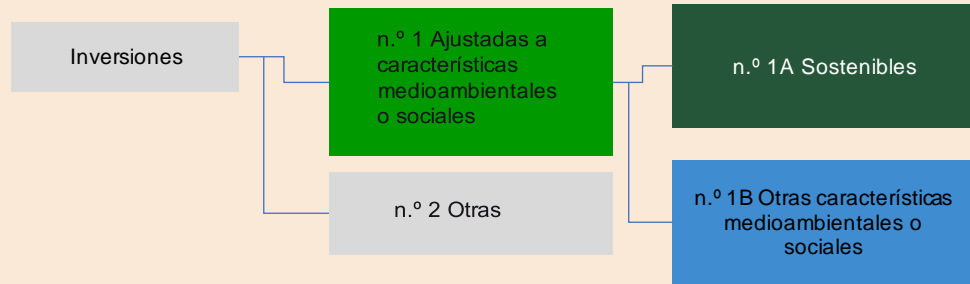 Inversiones
n.º 1 Ajustadas a
características
medioambientales
o sociales
n.º 2 Otras
n.º 1A Sostenibles
n.º 1B Otras características
medioambientales o
sociales